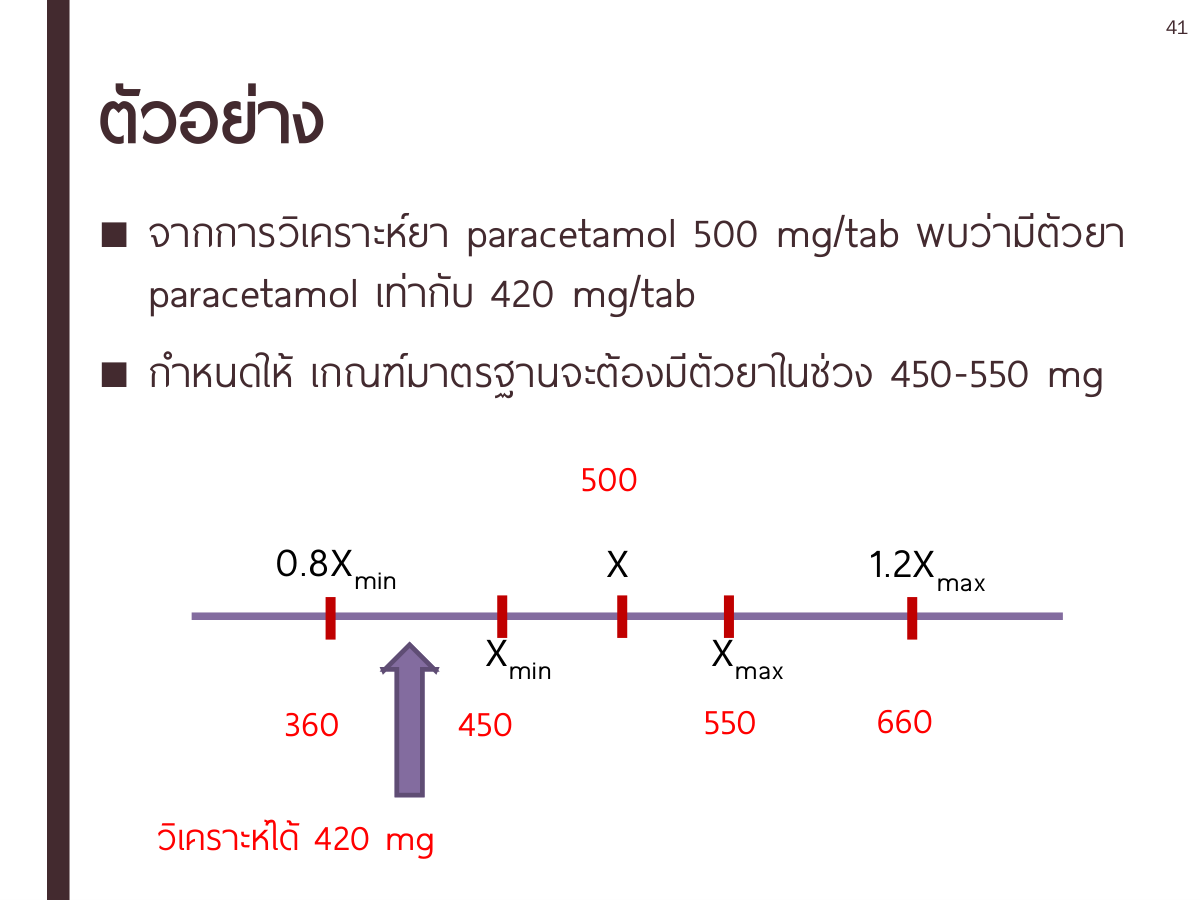 41
ตัวอย่าง
■ จากการวิเคราะห์ยา paracetamol 500 mg/tab พบว่ามีตัวยา
paracetamol เท่ากับ 420 mg/tab
■ กำหนดให้ เกณฑ์มาตรฐานจะต้องมีตัวยาในช่วง 450-550 mg
500
0.8Xmin X 1.2Xmax
Xmin Xmax
360 450 550 660
วิเคราะห์ได้ 420 mg